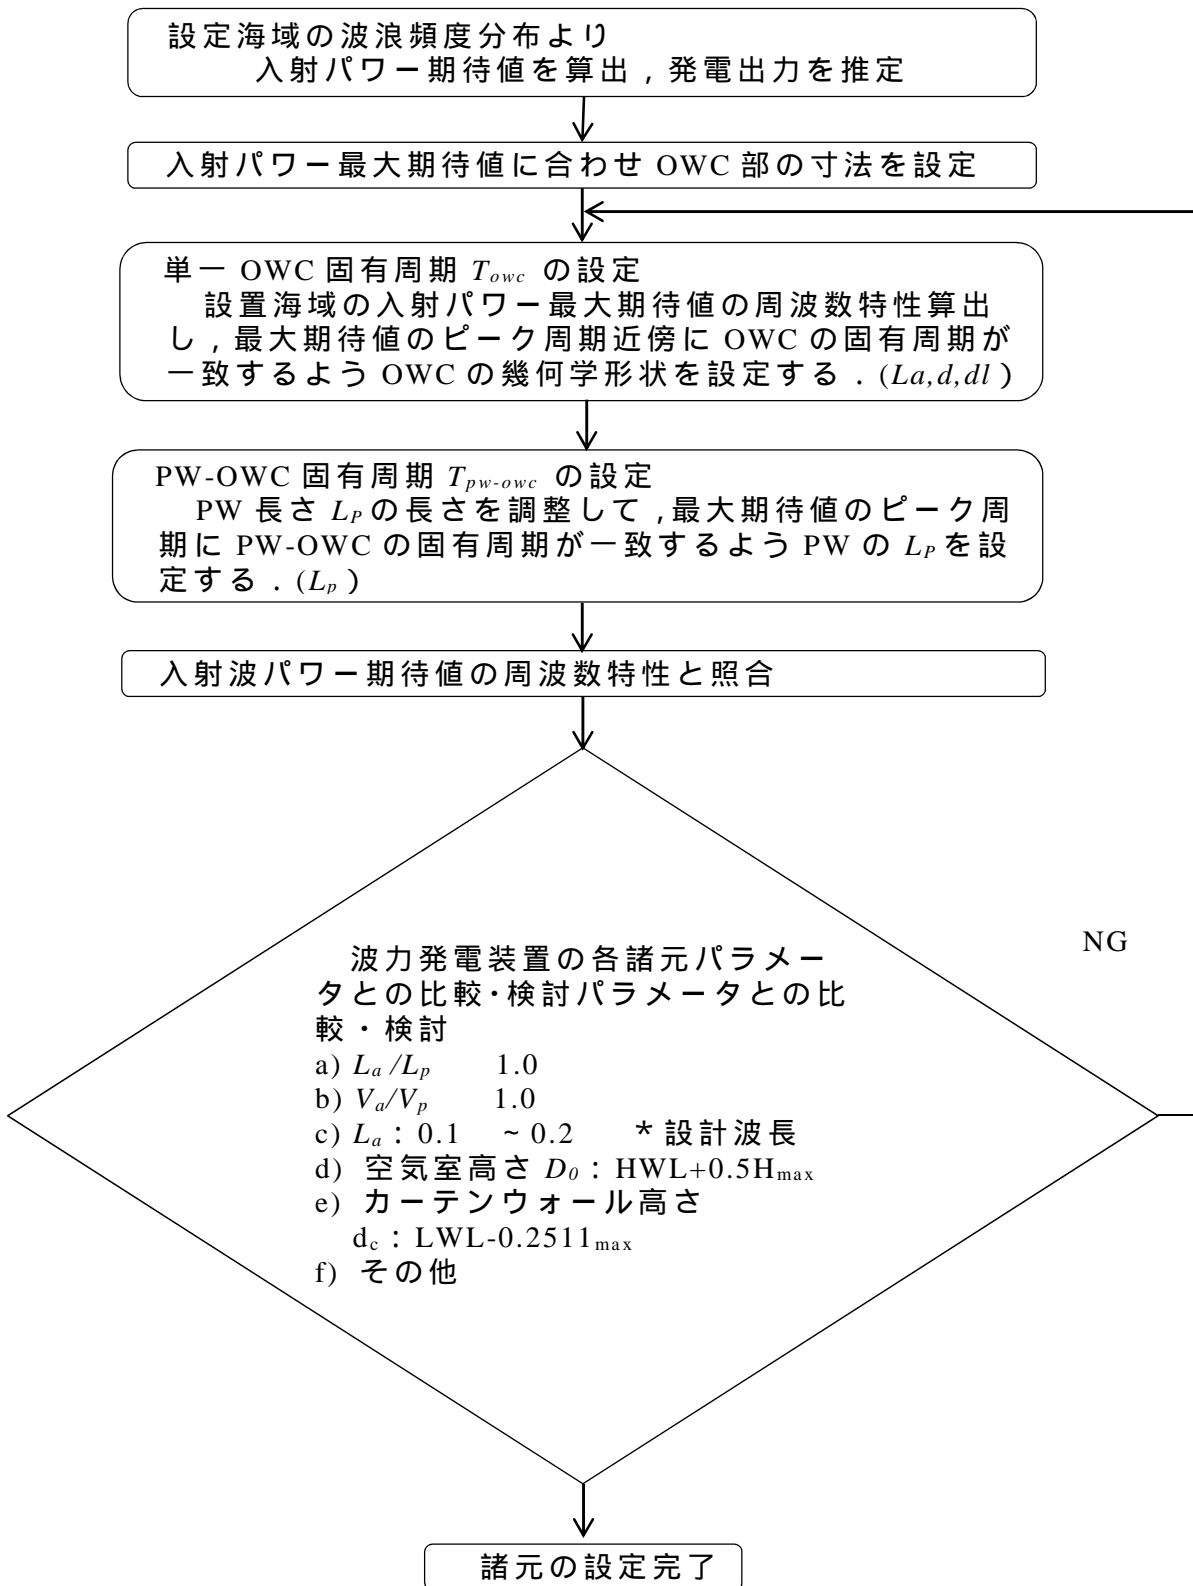 設定海域の波浪頻度分布より
入射パワー期待値を算出，発電出力を推定
入射パワー最大期待値に合わせ OWC 部の寸法を設定
単一 OWC 固有周期 Towc の設定
設置海域の入射パワー最大期待値の周波数特性算出
し，最大期待値のピーク周期近傍に OWC の固有周期が
一致するよう OWC の幾何学形状を設定する．(La,d,dl）
PW-OWC 固有周期 Tpw-owc の設定
PW 長さ LP の長さを調整して，最大期待値のピーク周
期に PW-OWC の固有周期が一致するよう PW の LP を設
定する．(Lp）
入射波パワー期待値の周波数特性と照合
波力発電装置の各諸元パラメー
タとの比較・検討パラメータとの比
較・検討
a) La /Lp 1.0
b) Va/Vp 1.0
c) La：0.1 ~0.2 *設計波長
d) 空気室高さ D0：HWL+0.5Hmax
e) カーテンウォール高さ
dc：LWL-0.2511max
f) その他
NG
諸元の設定完了